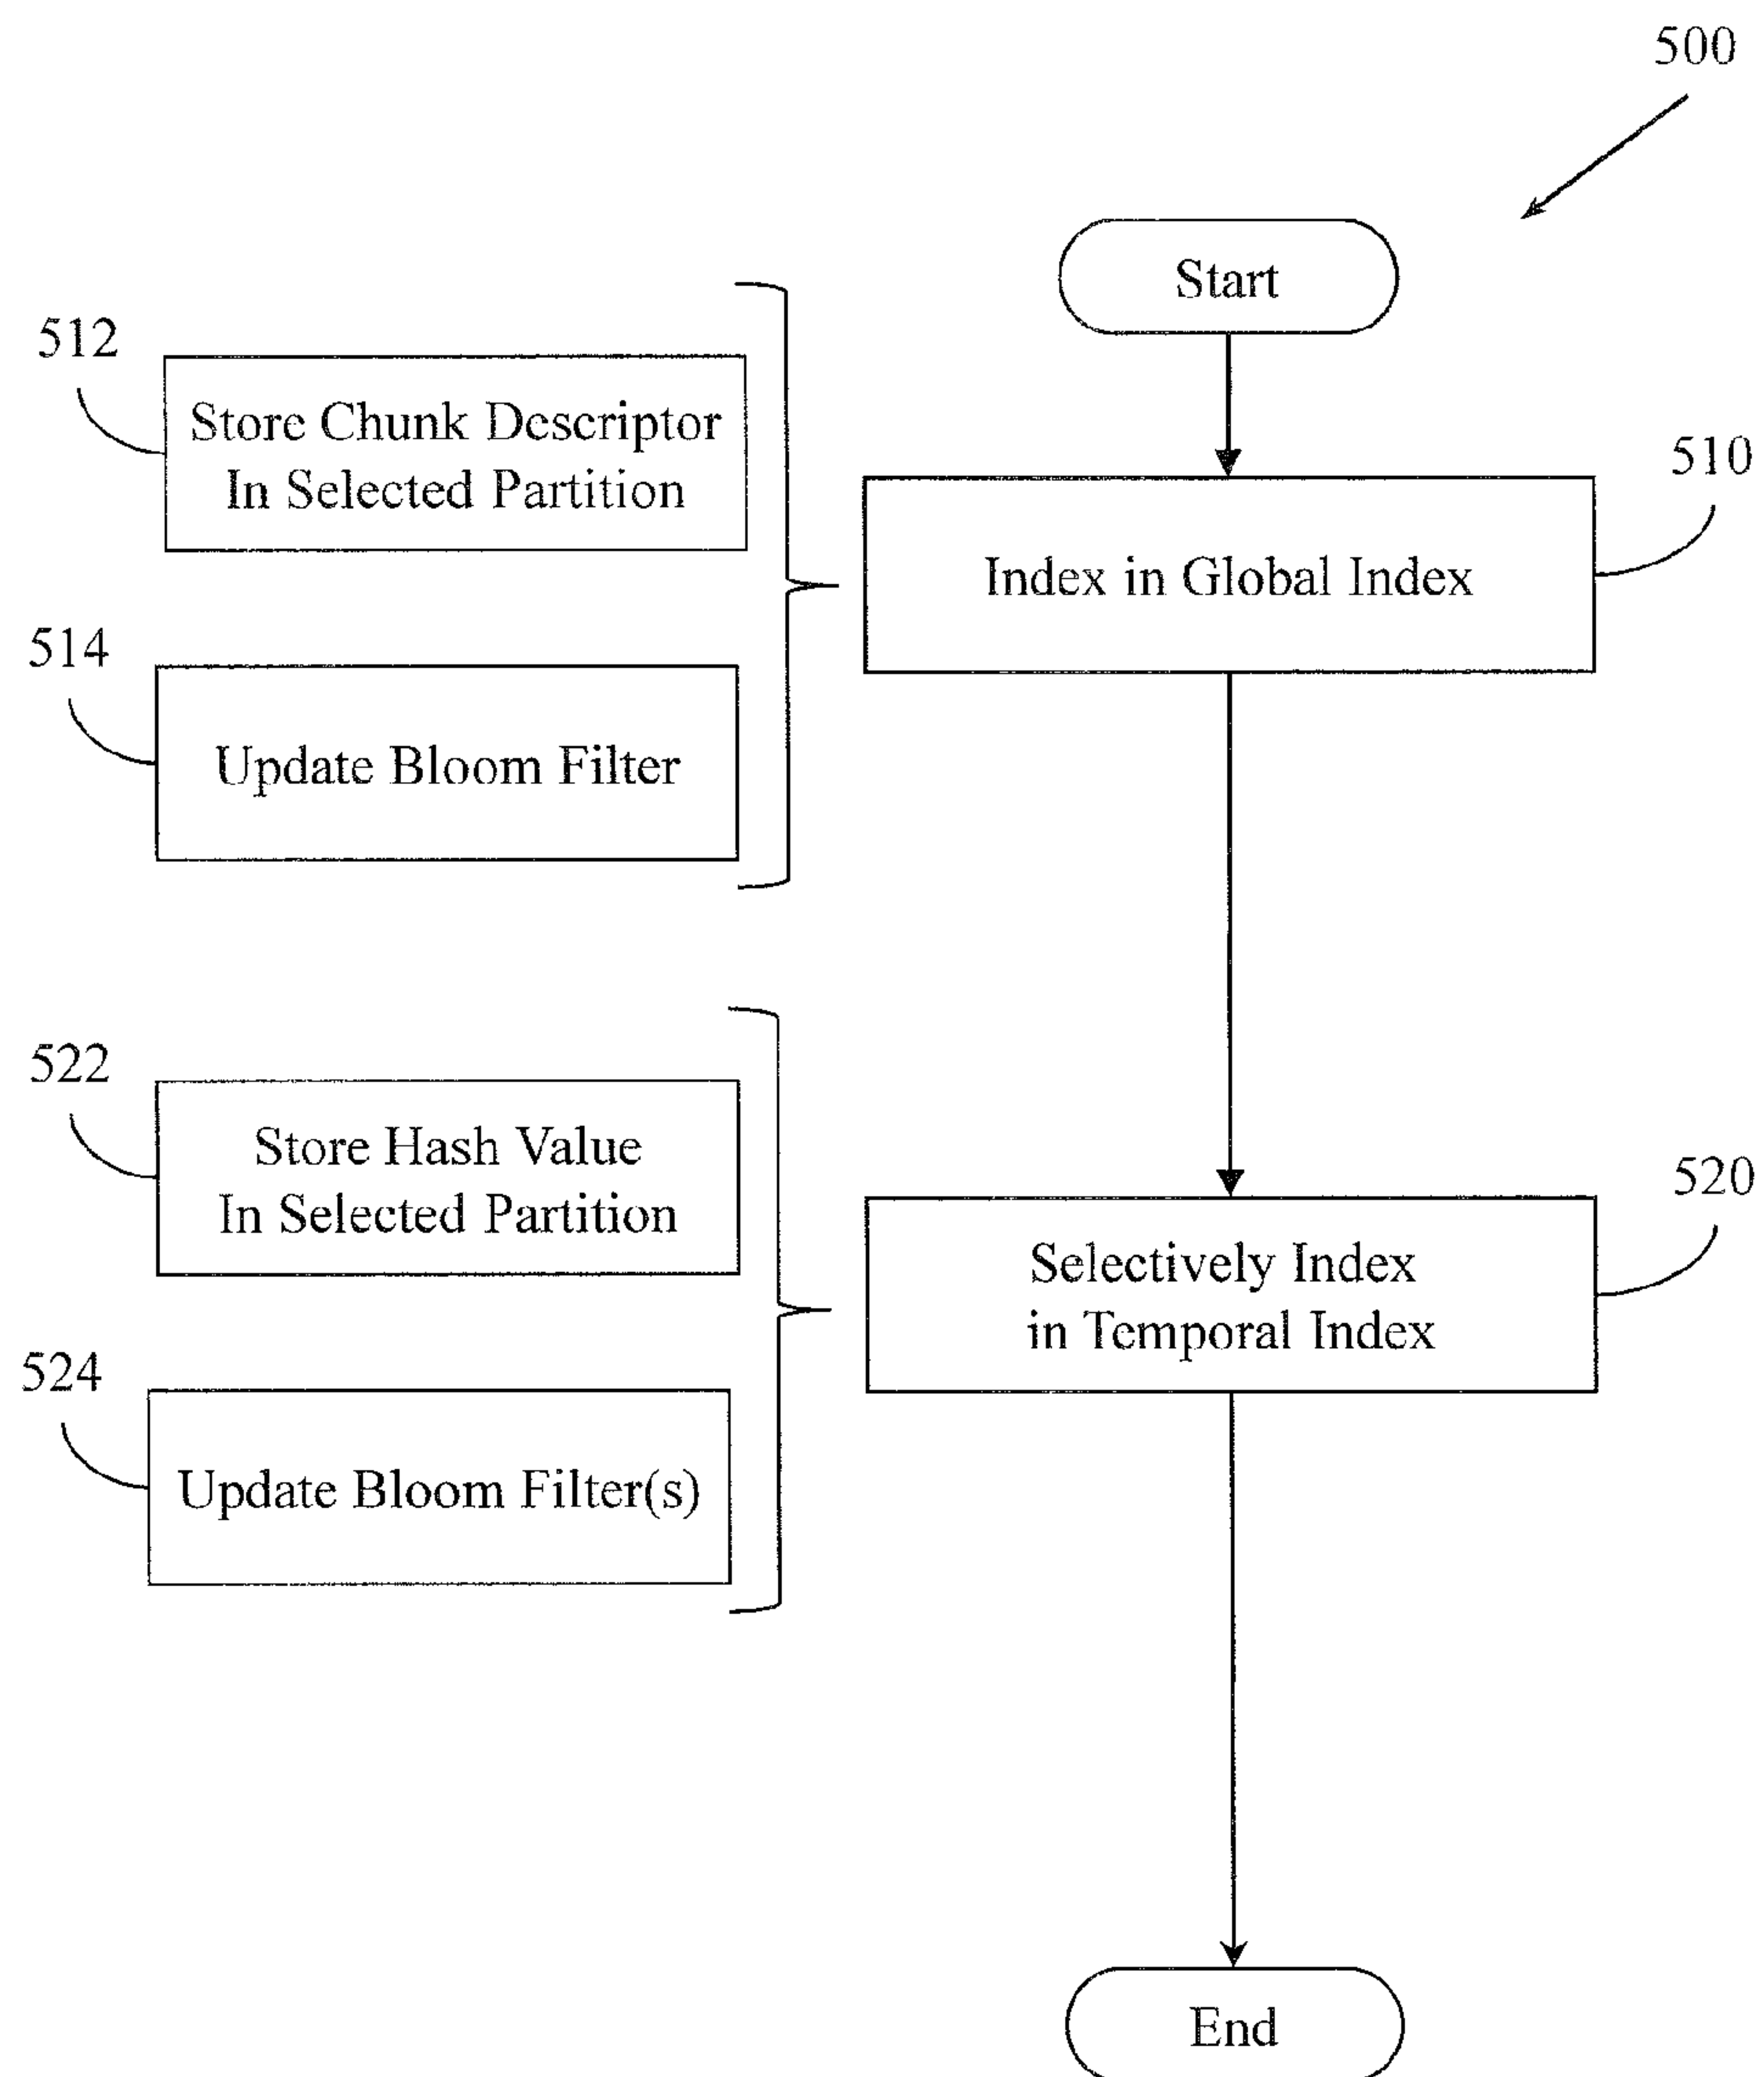 500
Start
512
Store Chunk Descriptor
In Selected Partition
510
Index in Global Index
514
Update Bloom Filter
522
Store Hash Value
In Selected Partition
520
Selectively Index
in Temporal Index
524
Update Bloom Filter(s)
End